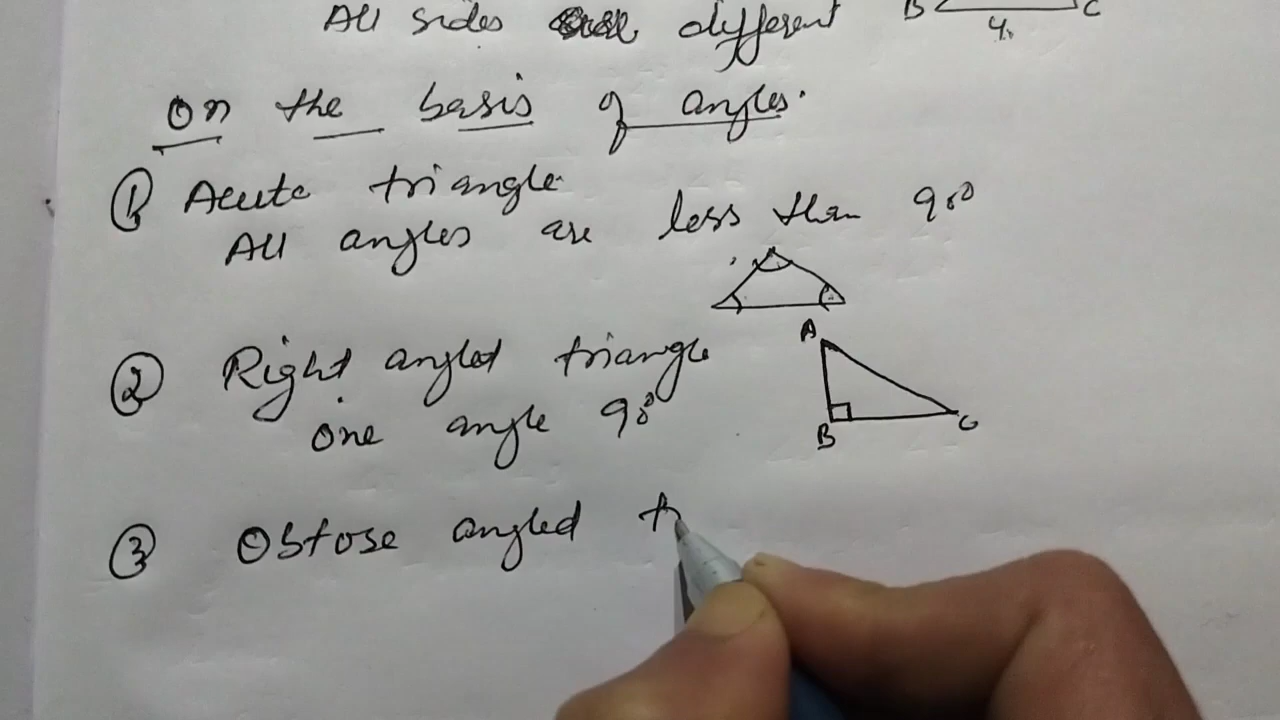 All sides different
B C
4
On the basis of angles.
① Acute triangle
All angles are less than 90°
② Right angled triangle
A
one angle 90°
B C
③ Obtose angled t